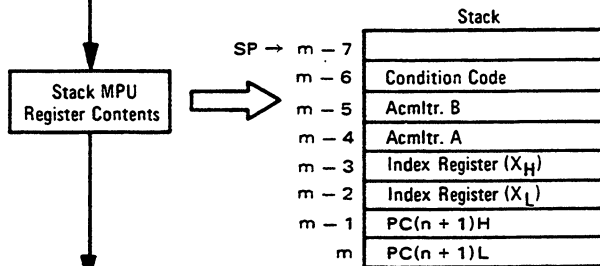 Stack
SP → m – 7
m – 6 Condition Code
Stack MPU
Register Contents
m – 5 Acmltr. B
m – 4 Acmltr. A
m – 3 Index Register (XH)
m – 2 Index Register (XL)
m – 1 PC(n + 1)H
m PC(n + 1)L